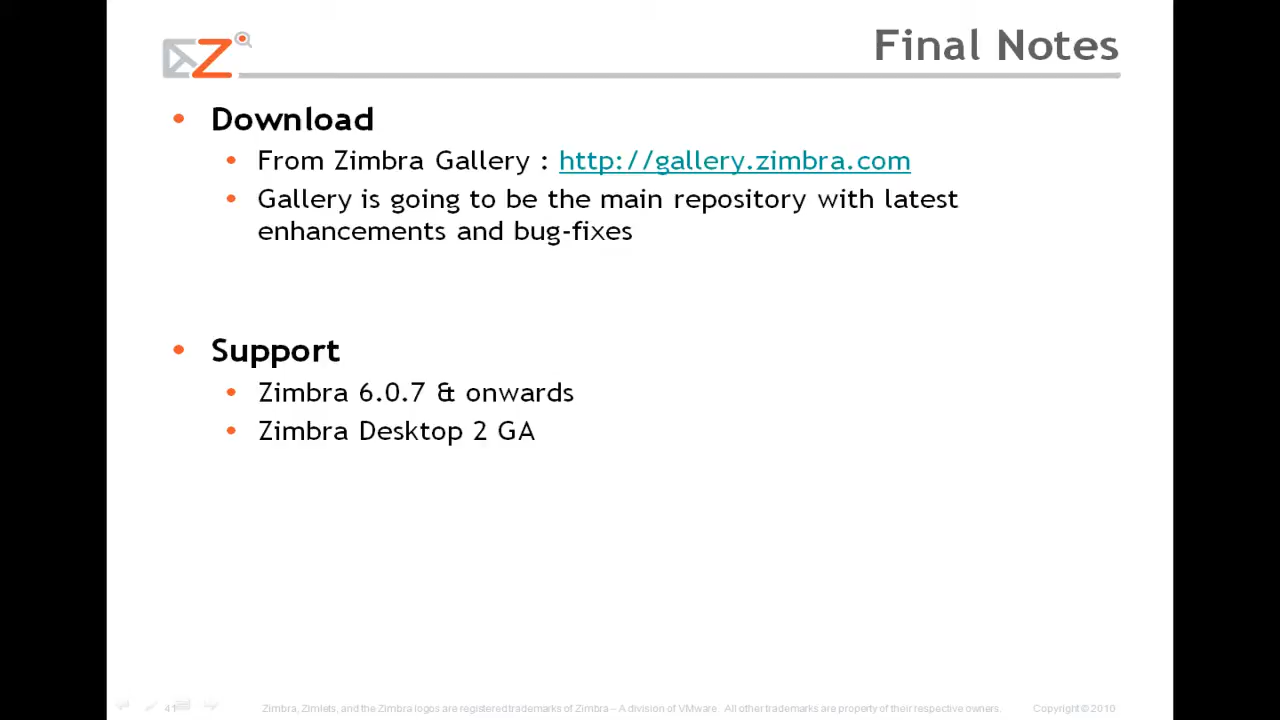 Final Notes
Download
From Zimbra Gallery : http://gallery.zimbra.com
Gallery is going to be the main repository with latest
enhancements and bug-fixes
Support
Zimbra 6.0.7 & onwards
Zimbra Desktop 2 GA
41
Zimbra, Zimlets, and the Zimbra logos are registered trademarks of Zimbra – A division of VMware. All other trademarks are property of their respective owners.
Copyright © 2010